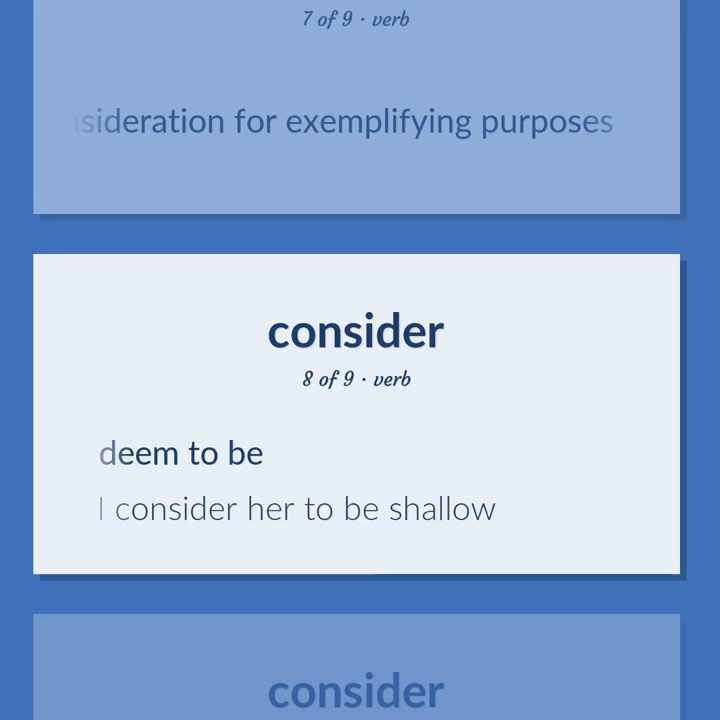 7 of 9 · verb
nsideration for exemplifying purposes
consider
8 of 9 · verb
deem to be
I consider her to be shallow
consider